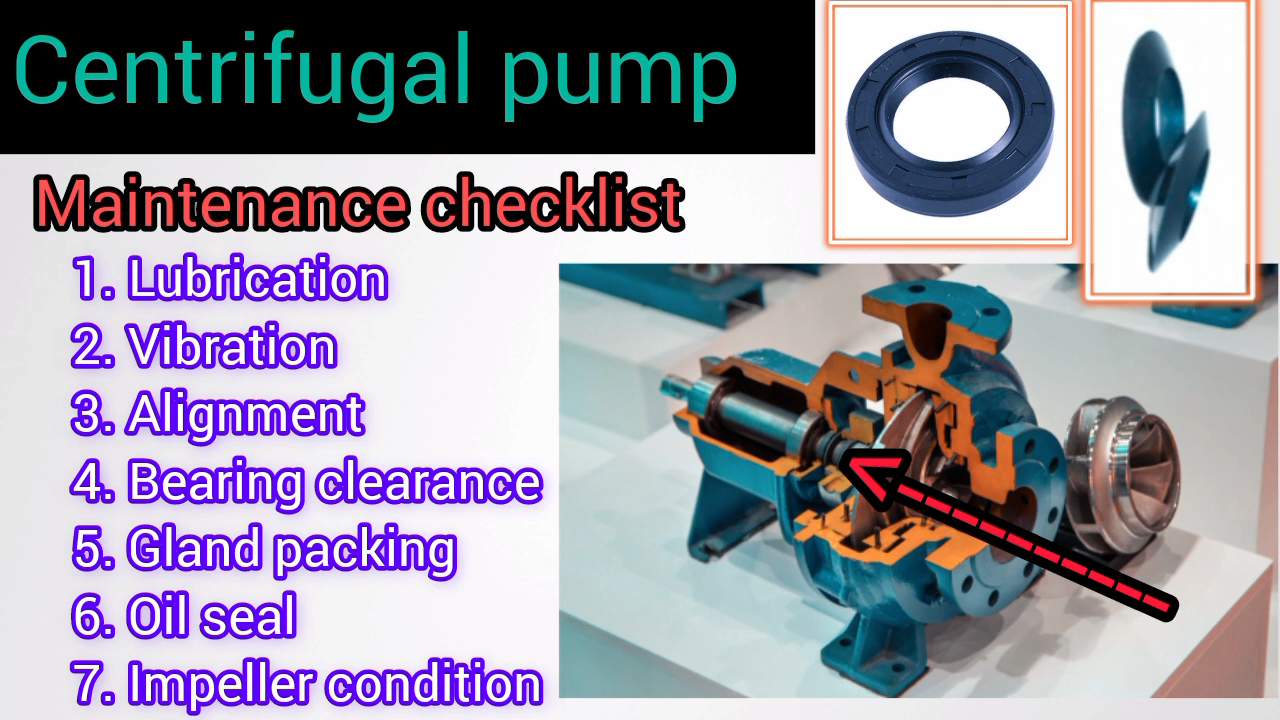 Centrifugal pump
Maintenance checklist
1. Lubrication
2. Vibration
3. Alignment
4. Bearing clearance
5. Gland packing
6. Oil seal
7. Impeller condition